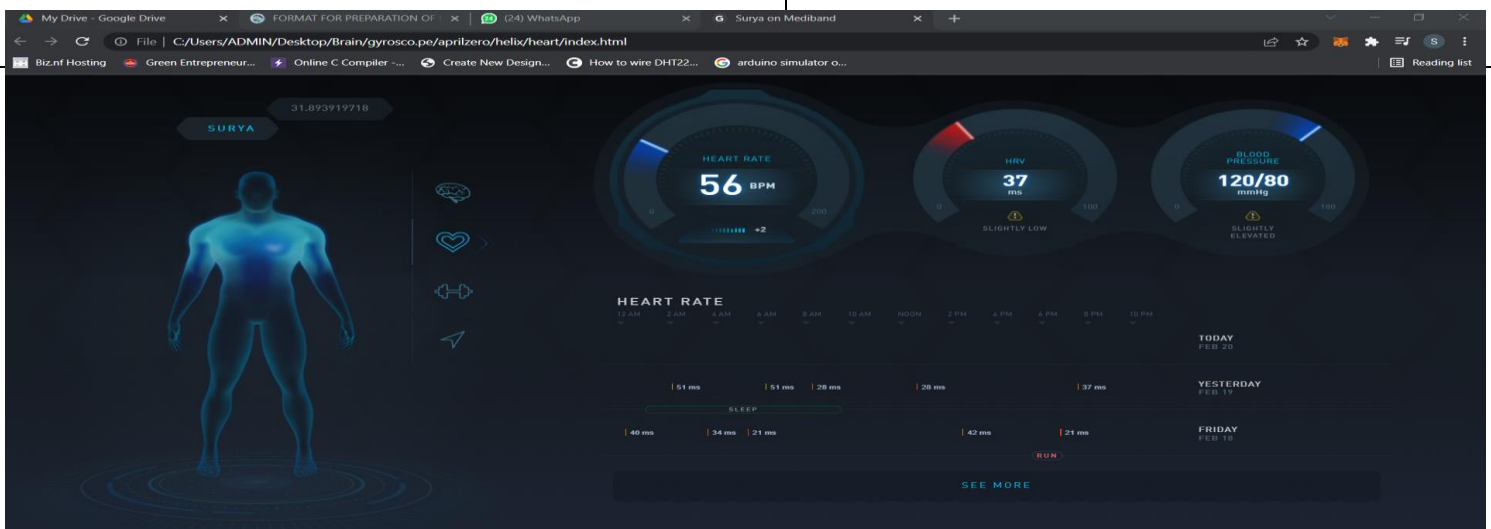 My Drive - Google Drive
FORMAT FOR PREPARATION OF
(24) WhatsApp
G Surya on Mediband
File | C:/Users/ADMIN/Desktop/Brain/gyrosco.pe/aprilzero/helix/heart/index.html
S
Biz.nf Hosting
Green Entrepreneur...
Online C Compiler -...
Create New Design...
How to wire DHT22...
arduino simulator o...
Reading list
31.893919718
SURYA
HEART RATE
56 BPM
0 200
+2
HRV
37
ms
0 100
SLIGHTLY LOW
BLOOD
PRESSURE
120/80
mmHg
0 180
SLIGHTLY
ELEVATED
HEART RATE
12 AM 2 AM 4 AM 6 AM 8 AM 10 AM NOON 2 PM 4 PM 6 PM 8 PM 10 PM
TODAY
FEB 20
51 ms 51 ms 28 ms 28 ms 37 ms
YESTERDAY
FEB 19
SLEEP
40 ms 34 ms 21 ms 42 ms 21 ms
FRIDAY
FEB 18
RUN
SEE MORE